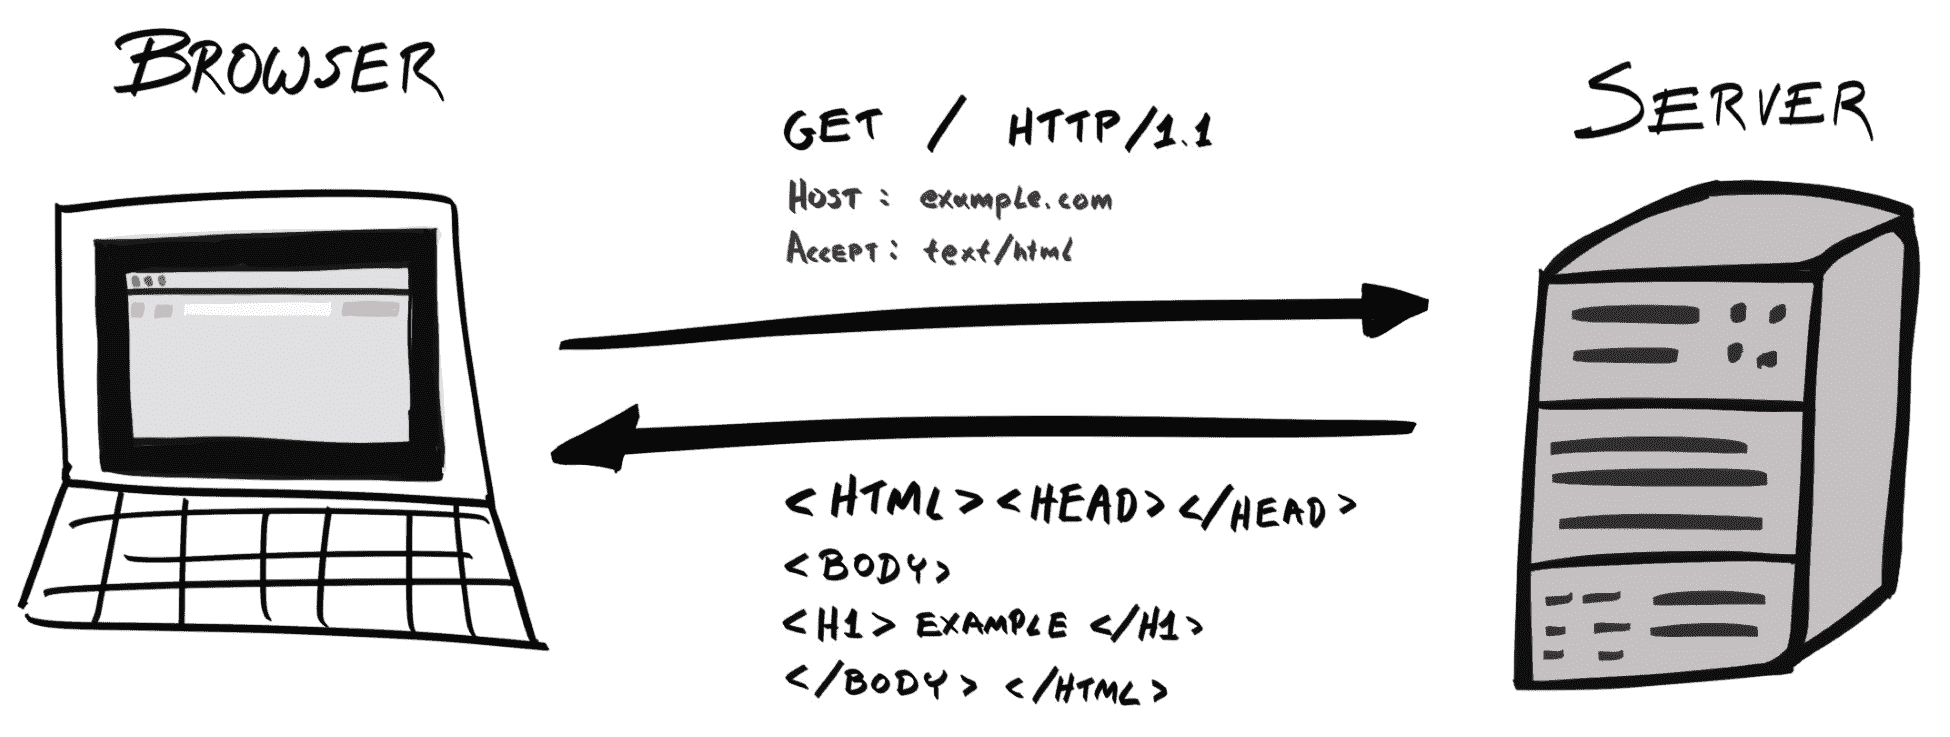 BROWSER
SERVER
GET / HTTP/1.1
HOST : example.com
ACCEPT : text/html
<HTML><HEAD></HEAD>
<BODY>
<H1> EXAMPLE </H1>
</BODY> </HTML>